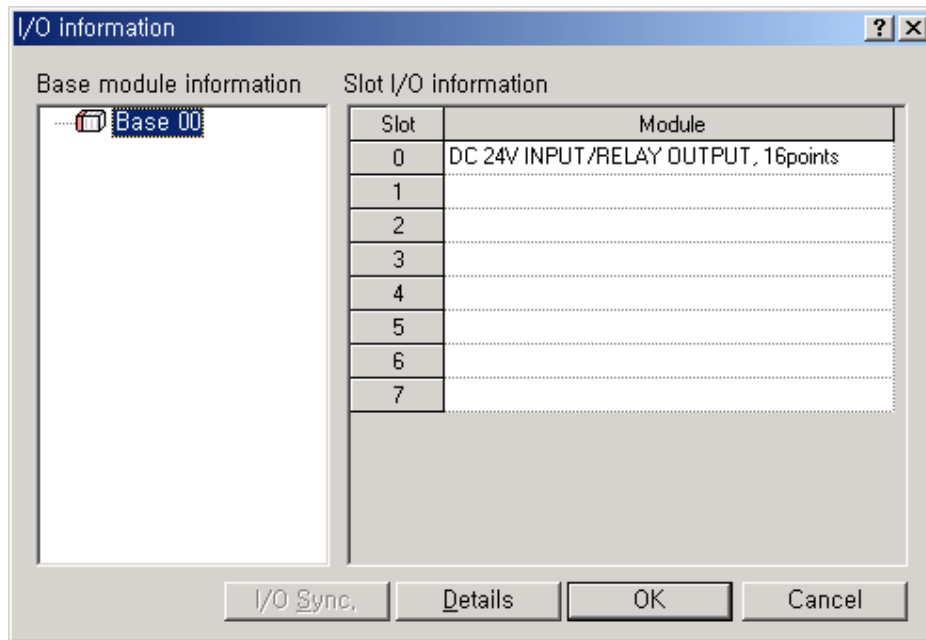 I/O information
Base module information
Slot I/O information
Base 00
Slot Module
0 DC 24V INPUT/RELAY OUTPUT, 16points
1
2
3
4
5
6
7
I/O Sync,
Details
OK
Cancel